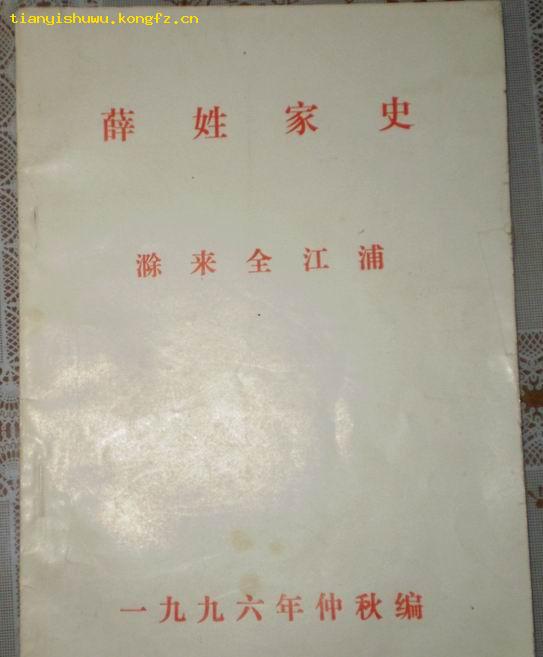 tianyishuwu.kongfz.cn
薛姓家史
滁来全江浦
一九九六年仲秋编